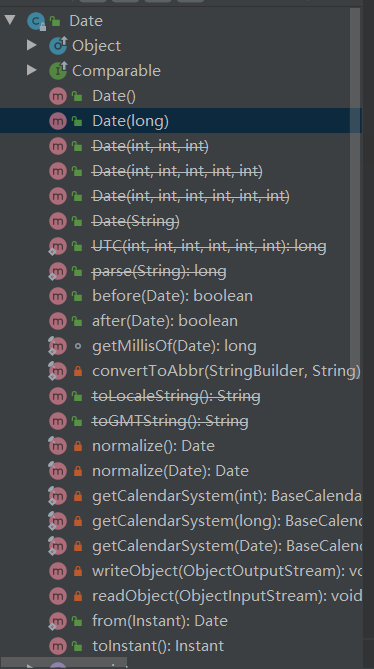 Date
Object
Comparable
Date()
Date(long)
Date(int, int, int)
Date(int, int, int, int, int)
Date(int, int, int, int, int, int)
Date(String)
UTC(int, int, int, int, int, int): long
parse(String): long
before(Date): boolean
after(Date): boolean
getMillisOf(Date): long
convertToAbbr(StringBuilder, String)
toLocaleString(): String
toGMTString(): String
normalize(): Date
normalize(Date): Date
getCalendarSystem(int): BaseCalenda
getCalendarSystem(long): BaseCalen
getCalendarSystem(Date): BaseCalen
writeObject(ObjectOutputStream): vo
readObject(ObjectInputStream): void
from(Instant): Date
toInstant(): Instant